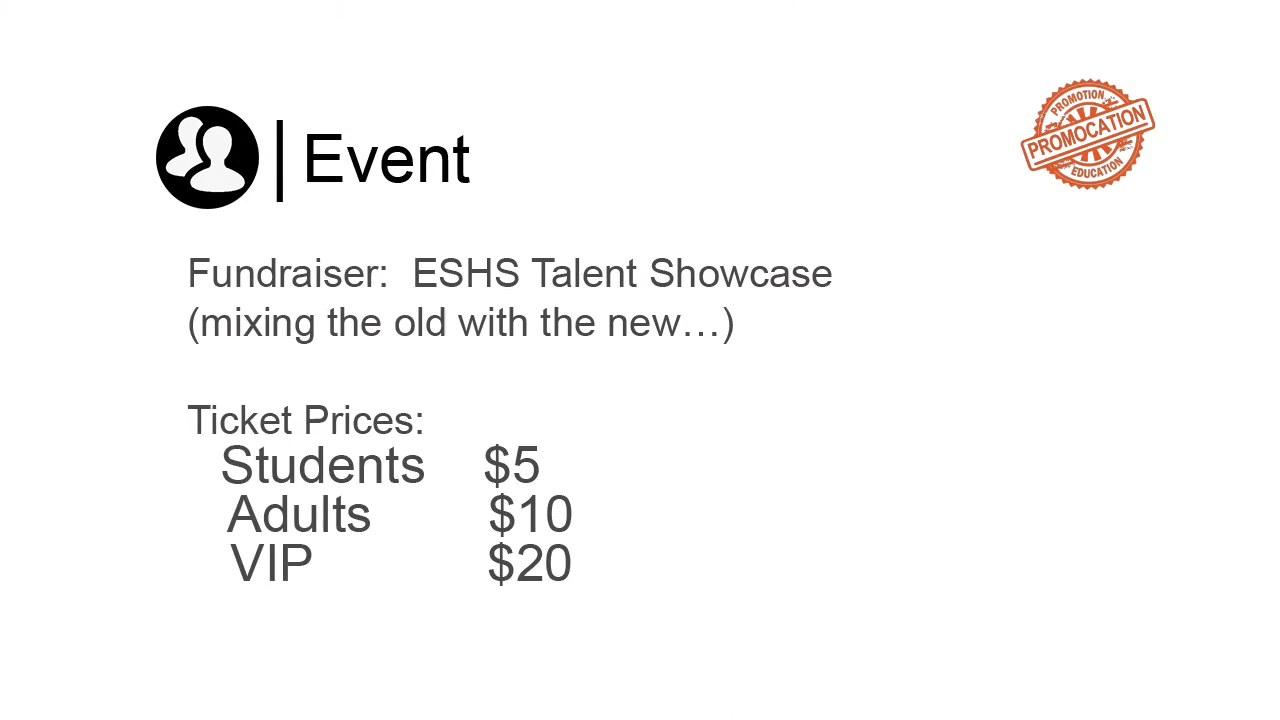 Event
PROMOTION
PROMOCATION
EDUCATION
Fundraiser:  ESHS Talent Showcase
(mixing the old with the new…)
Ticket Prices:
Students $5
Adults $10
VIP $20